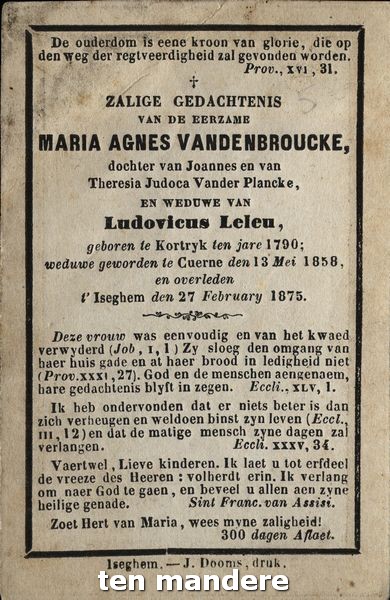 De ouderdom is eene kroon van glorie, die op
den weg der regtveerdigheid zal gevonden worden.
Prov., XVI, 31.
✝
ZALIGE GEDACHTENIS
VAN DE EERZAME
MARIA AGNES VANDENBROUCKE,
dochter van Joannes en van
Theresia Judoca Vander Plancke,
EN WEDUWE VAN
Ludovicus Leleu,
geboren te Kortryk ten jare 1790;
weduwe geworden te Cuerne den 13 Mei 1858,
en overleden
t' Iseghem den 27 February 1875.
Deze vrouw was eenvoudig en van het kwaed
verwyderd (Job, I, 1) Zy sloeg den omgang van
haer huis gade en at haer brood in ledigheid niet
(Prov. XXXI, 27). God en de menschen aengenaem,
hare gedachtenis blyft in zegen. Eccli., XLV, 1.
Ik heb ondervonden dat er niets beter is dan
zich verheugen en weldoen binst zyn leven (Eccl.,
III, 12) en dat de matige mensch zyne dagen zal
verlangen. Eccli. XXXV, 34.
Vaertwel, Lieve kinderen. Ik laet u tot erfdeel
de vreeze des Heeren: volherdt erin. Ik verlang
om naer God te gaen, en beveel u allen aen zyne
heilige genade. Sint Franc. van Assisi.
Zoet Hert van Maria, wees myne zaligheid!
300 dagen Aflaet.
Iseghem. — J. Dooms, druk.
ten mandere